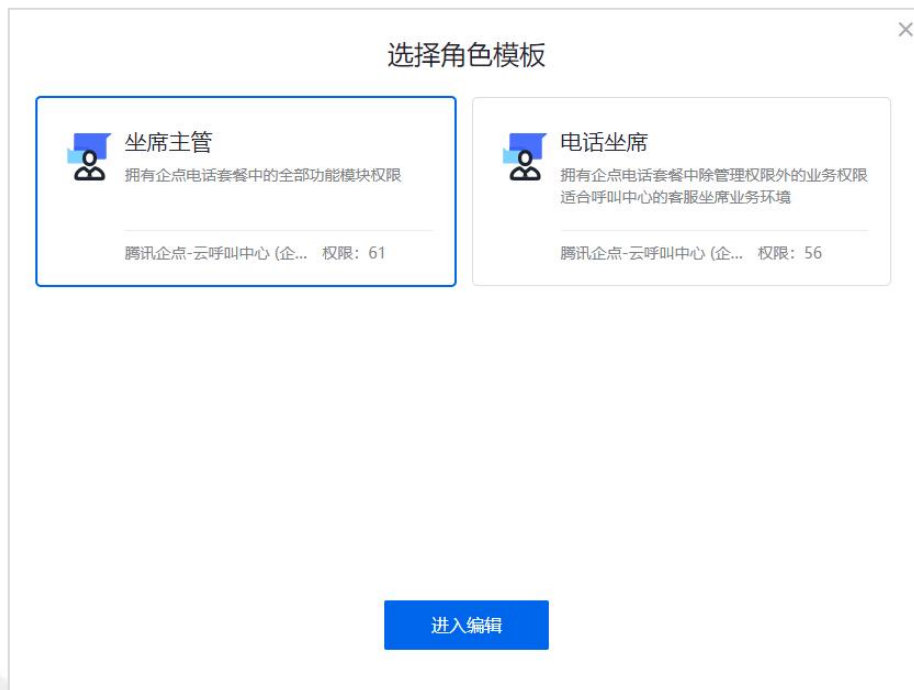 选择角色模板
坐席主管
拥有企点电话套餐中的全部功能模块权限
腾讯企点-云呼叫中心 (企... 权限：61
电话坐席
拥有企点电话套餐中除管理权限外的业务权限
适合呼叫中心的客服坐席业务环境
腾讯企点-云呼叫中心 (企... 权限：56
进入编辑